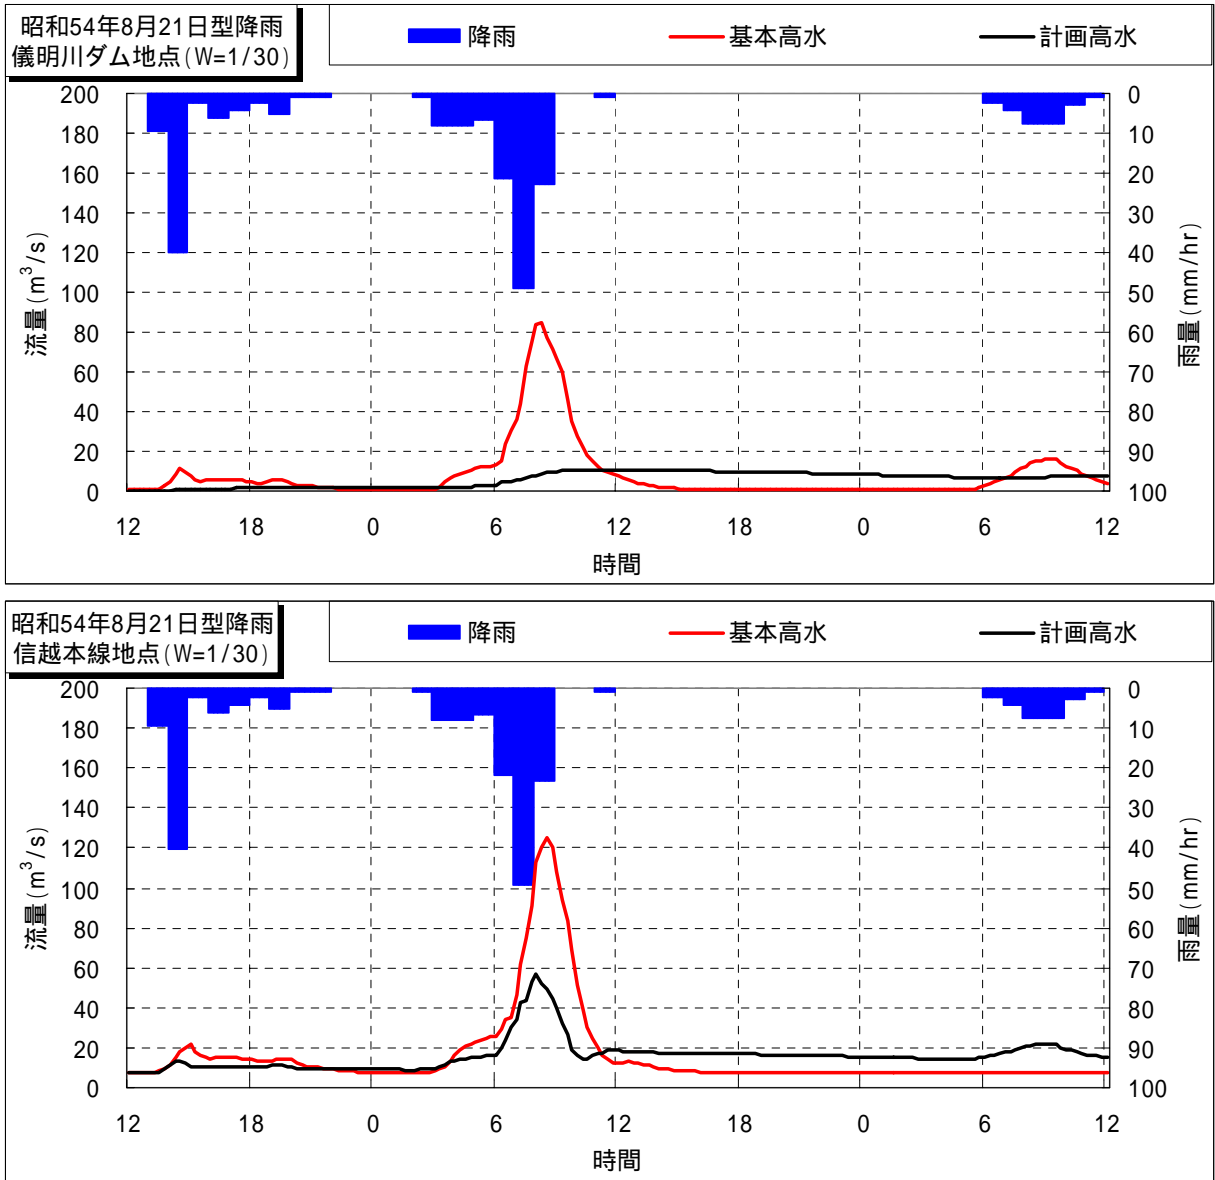 昭和54年8月21日型降雨
儀明川ダム地点(W=1/30)
降雨 基本高水 計画高水
200 0
180 10
160 20
140 30
120 40
100 50
80 60
60 70
40 80
20 90
0 100
流量(m³/s)
雨量(mm/hr)
12 18 0 6 12 18 0 6 12
時間
昭和54年8月21日型降雨
信越本線地点(W=1/30)
降雨 基本高水 計画高水
200 0
180 10
160 20
140 30
120 40
100 50
80 60
60 70
40 80
20 90
0 100
流量(m³/s)
雨量(mm/hr)
12 18 0 6 12 18 0 6 12
時間